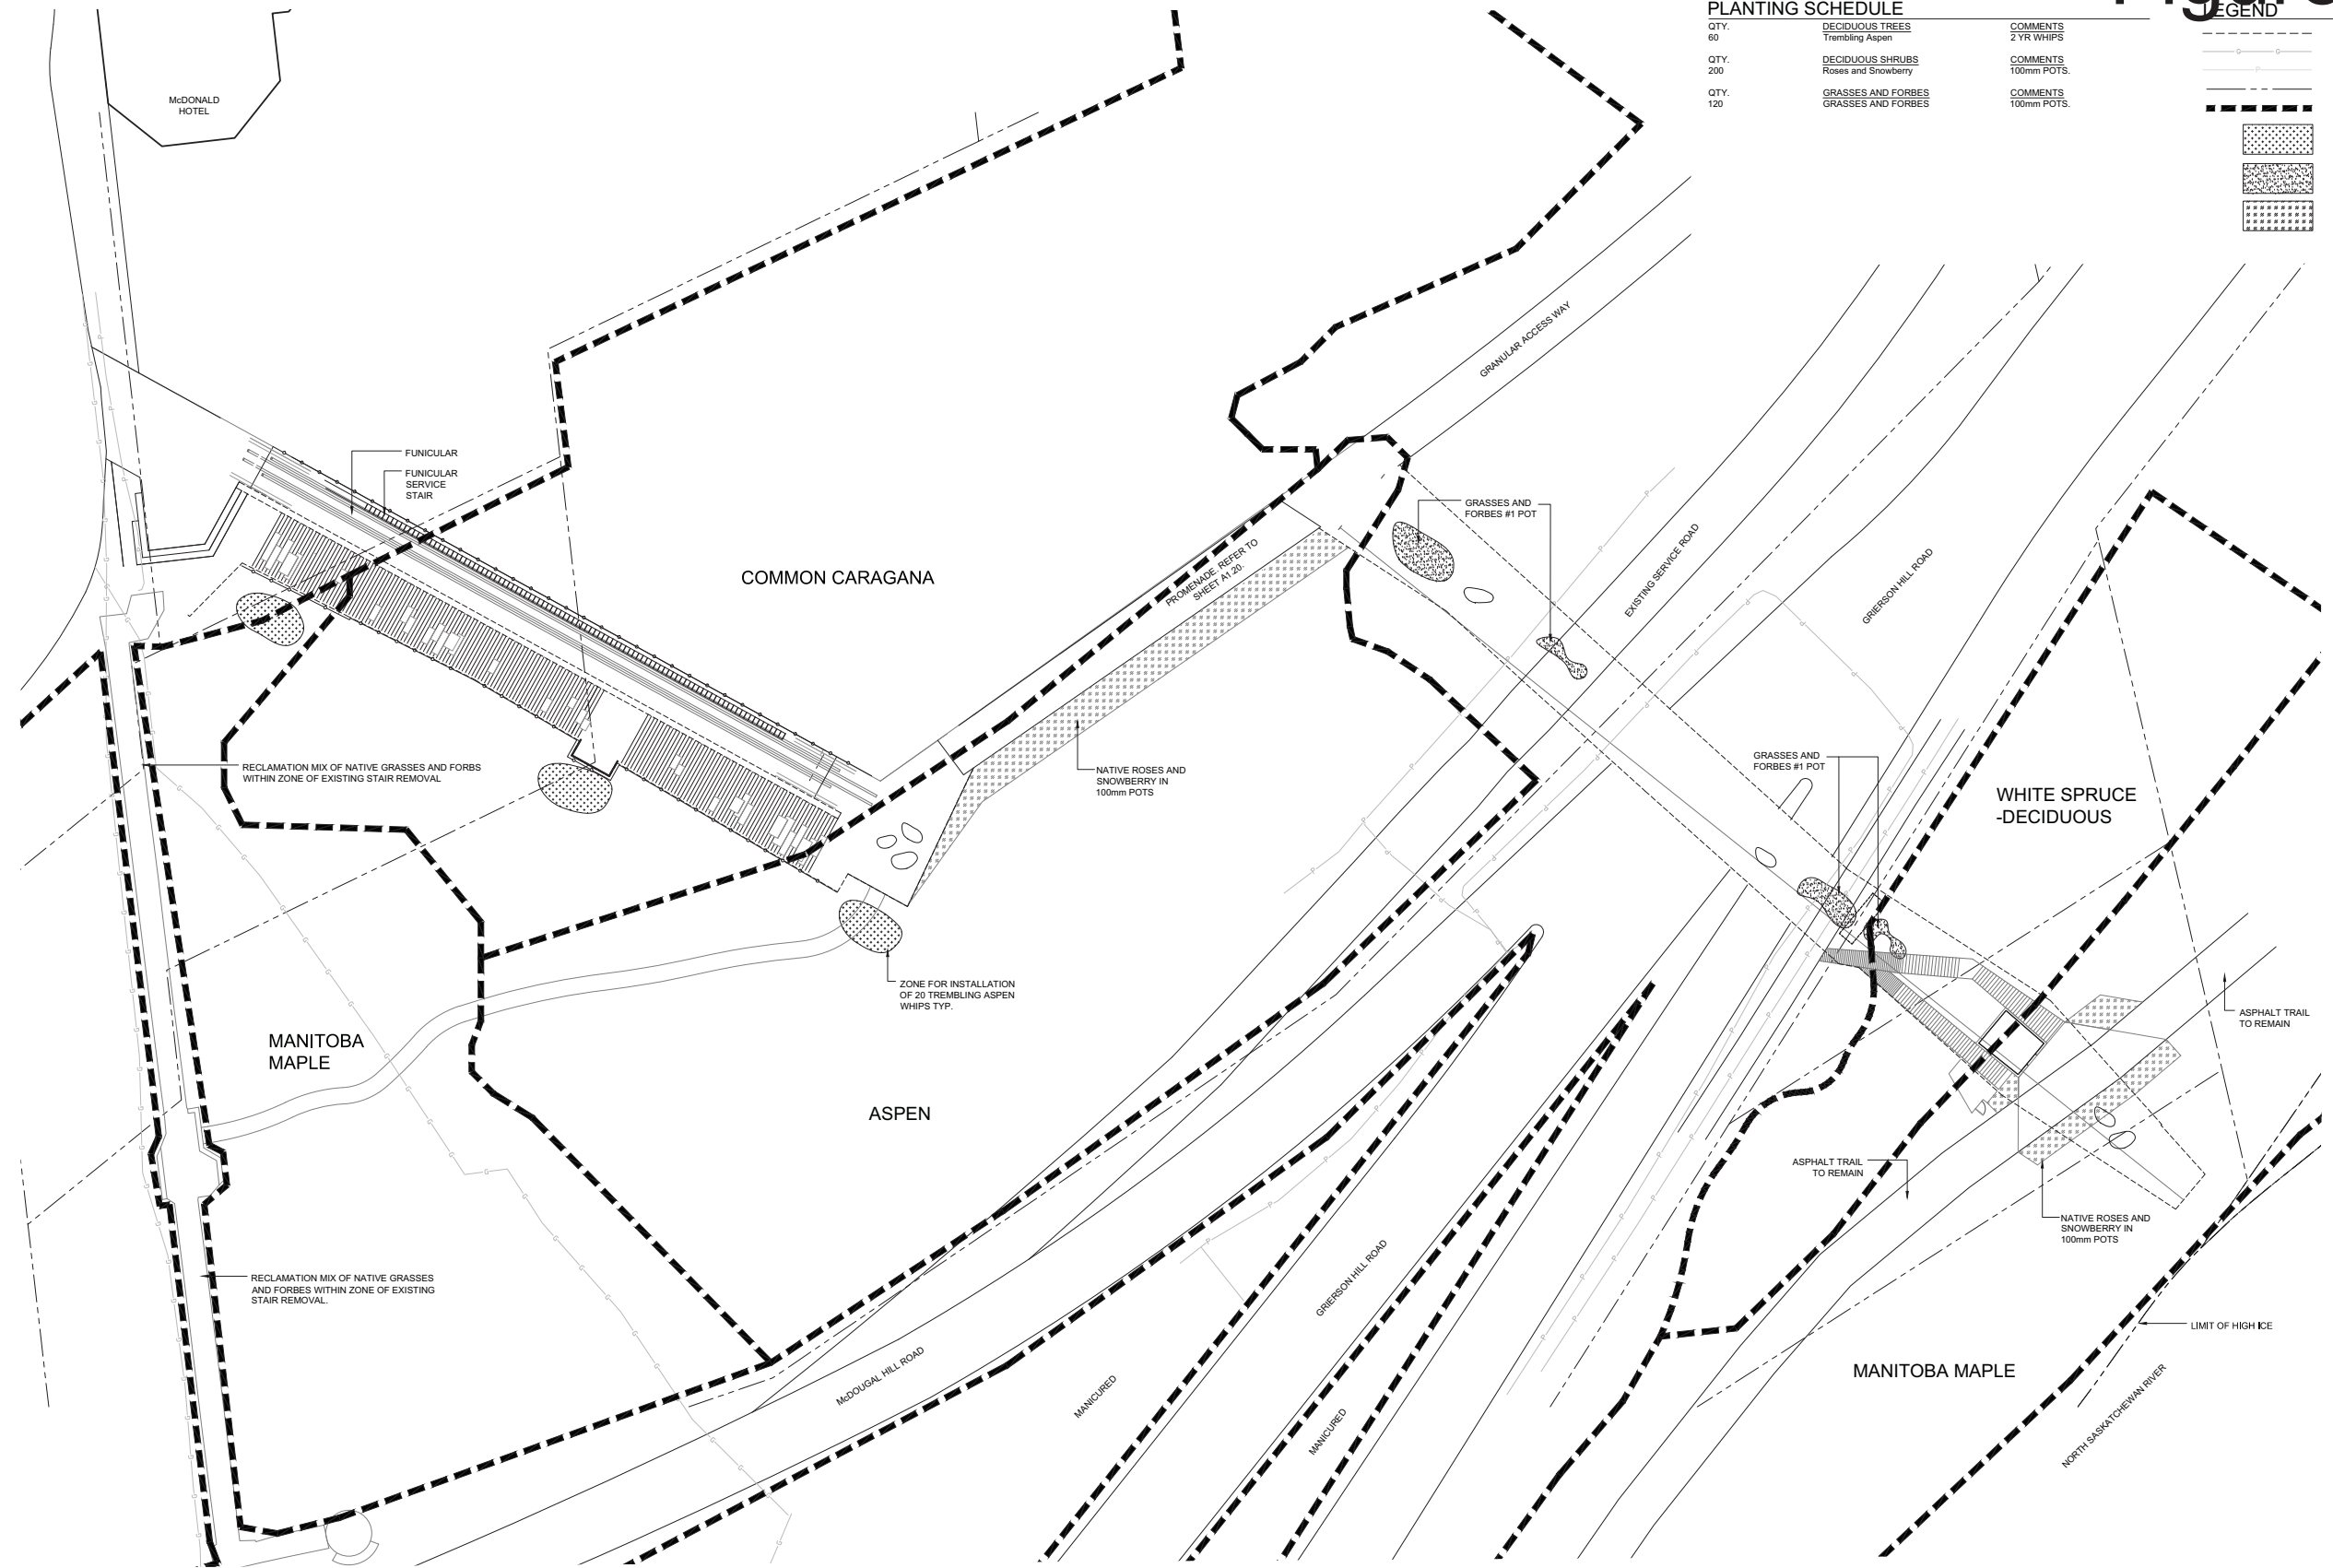 Figure
PLANTING SCHEDULE
LEGEND
QTY. DECIDUOUS TREES COMMENTS
60 Trembling Aspen 2 YR WHIPS
QTY. DECIDUOUS SHRUBS COMMENTS
200 Roses and Snowberry 100mm POTS.
QTY. GRASSES AND FORBES COMMENTS
120 GRASSES AND FORBES 100mm POTS.
McDONALD
HOTEL
GRANULAR ACCESS WAY
FUNICULAR
FUNICULAR
SERVICE
STAIR
GRASSES AND
FORBES #1 POT
EXISTING SERVICE ROAD
GRIERSON HILL ROAD
PROMENADE. REFER TO
SHEET A1.20.
COMMON CARAGANA
RECLAMATION MIX OF NATIVE GRASSES AND FORBS
WITHIN ZONE OF EXISTING STAIR REMOVAL
NATIVE ROSES AND
SNOWBERRY IN
100mm POTS
GRASSES AND
FORBES #1 POT
WHITE SPRUCE
-DECIDUOUS
ZONE FOR INSTALLATION
OF 20 TREMBLING ASPEN
WHIPS TYP.
ASPHALT TRAIL
TO REMAIN
MANITOBA
MAPLE
ASPEN
ASPHALT TRAIL
TO REMAIN
NATIVE ROSES AND
SNOWBERRY IN
100mm POTS
RECLAMATION MIX OF NATIVE GRASSES
AND FORBES WITHIN ZONE OF EXISTING
STAIR REMOVAL.
GRIERSON HILL ROAD
LIMIT OF HIGH ICE
McDOUGAL HILL ROAD
MANICURED
MANICURED
MANITOBA MAPLE
NORTH SASKATCHEWAN RIVER